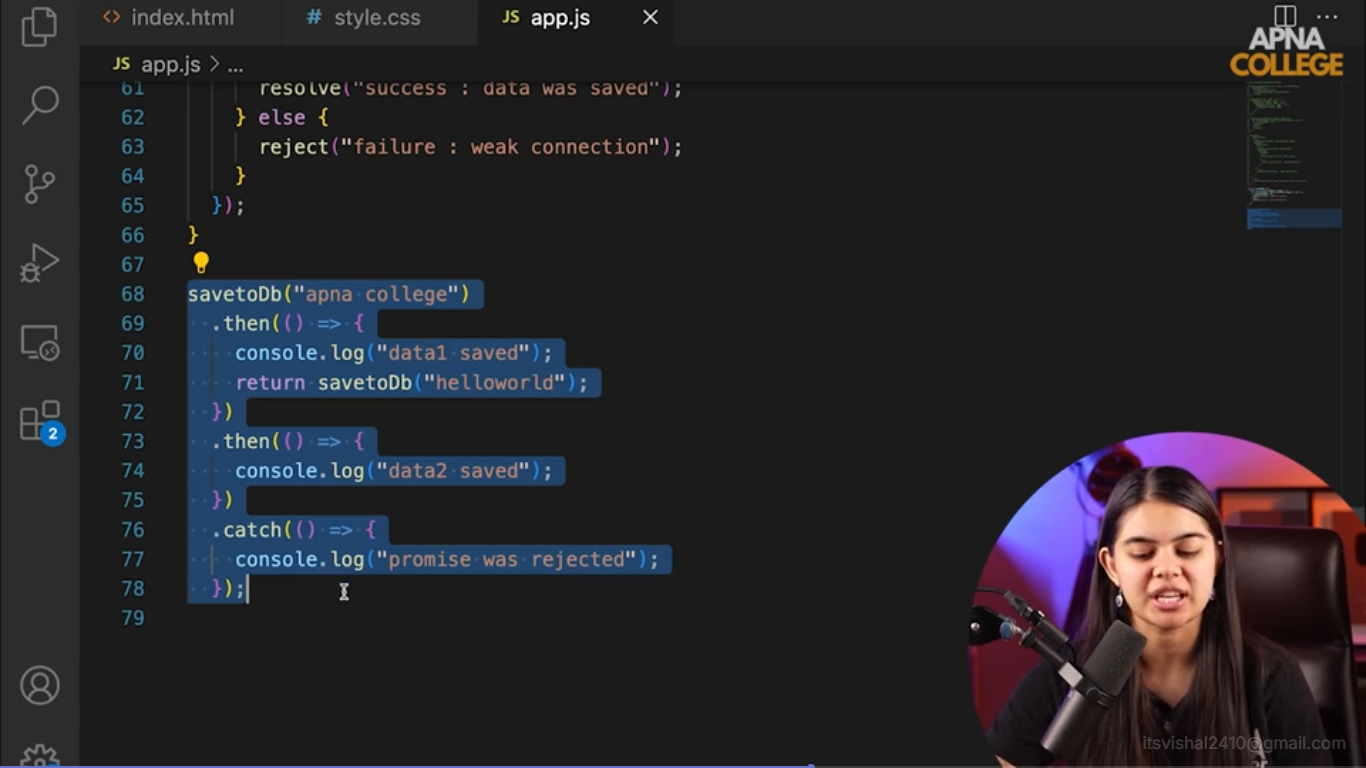 index.html
# style.css
JS app.js
APNA
COLLEGE
JS app.js > ...
61 resolve("success : data was saved");
62 } else {
63 reject("failure : weak connection");
64 }
65 });
66 }
67
68 savetoDb("apna college")
69 .then(() => {
70 console.log("data1 saved");
71 return savetoDb("helloworld");
72 })
73 .then(() => {
74 console.log("data2 saved");
75 })
76 .catch(() => {
77 console.log("promise was rejected");
78 });
79
2
itsvishal2410@gmail.com